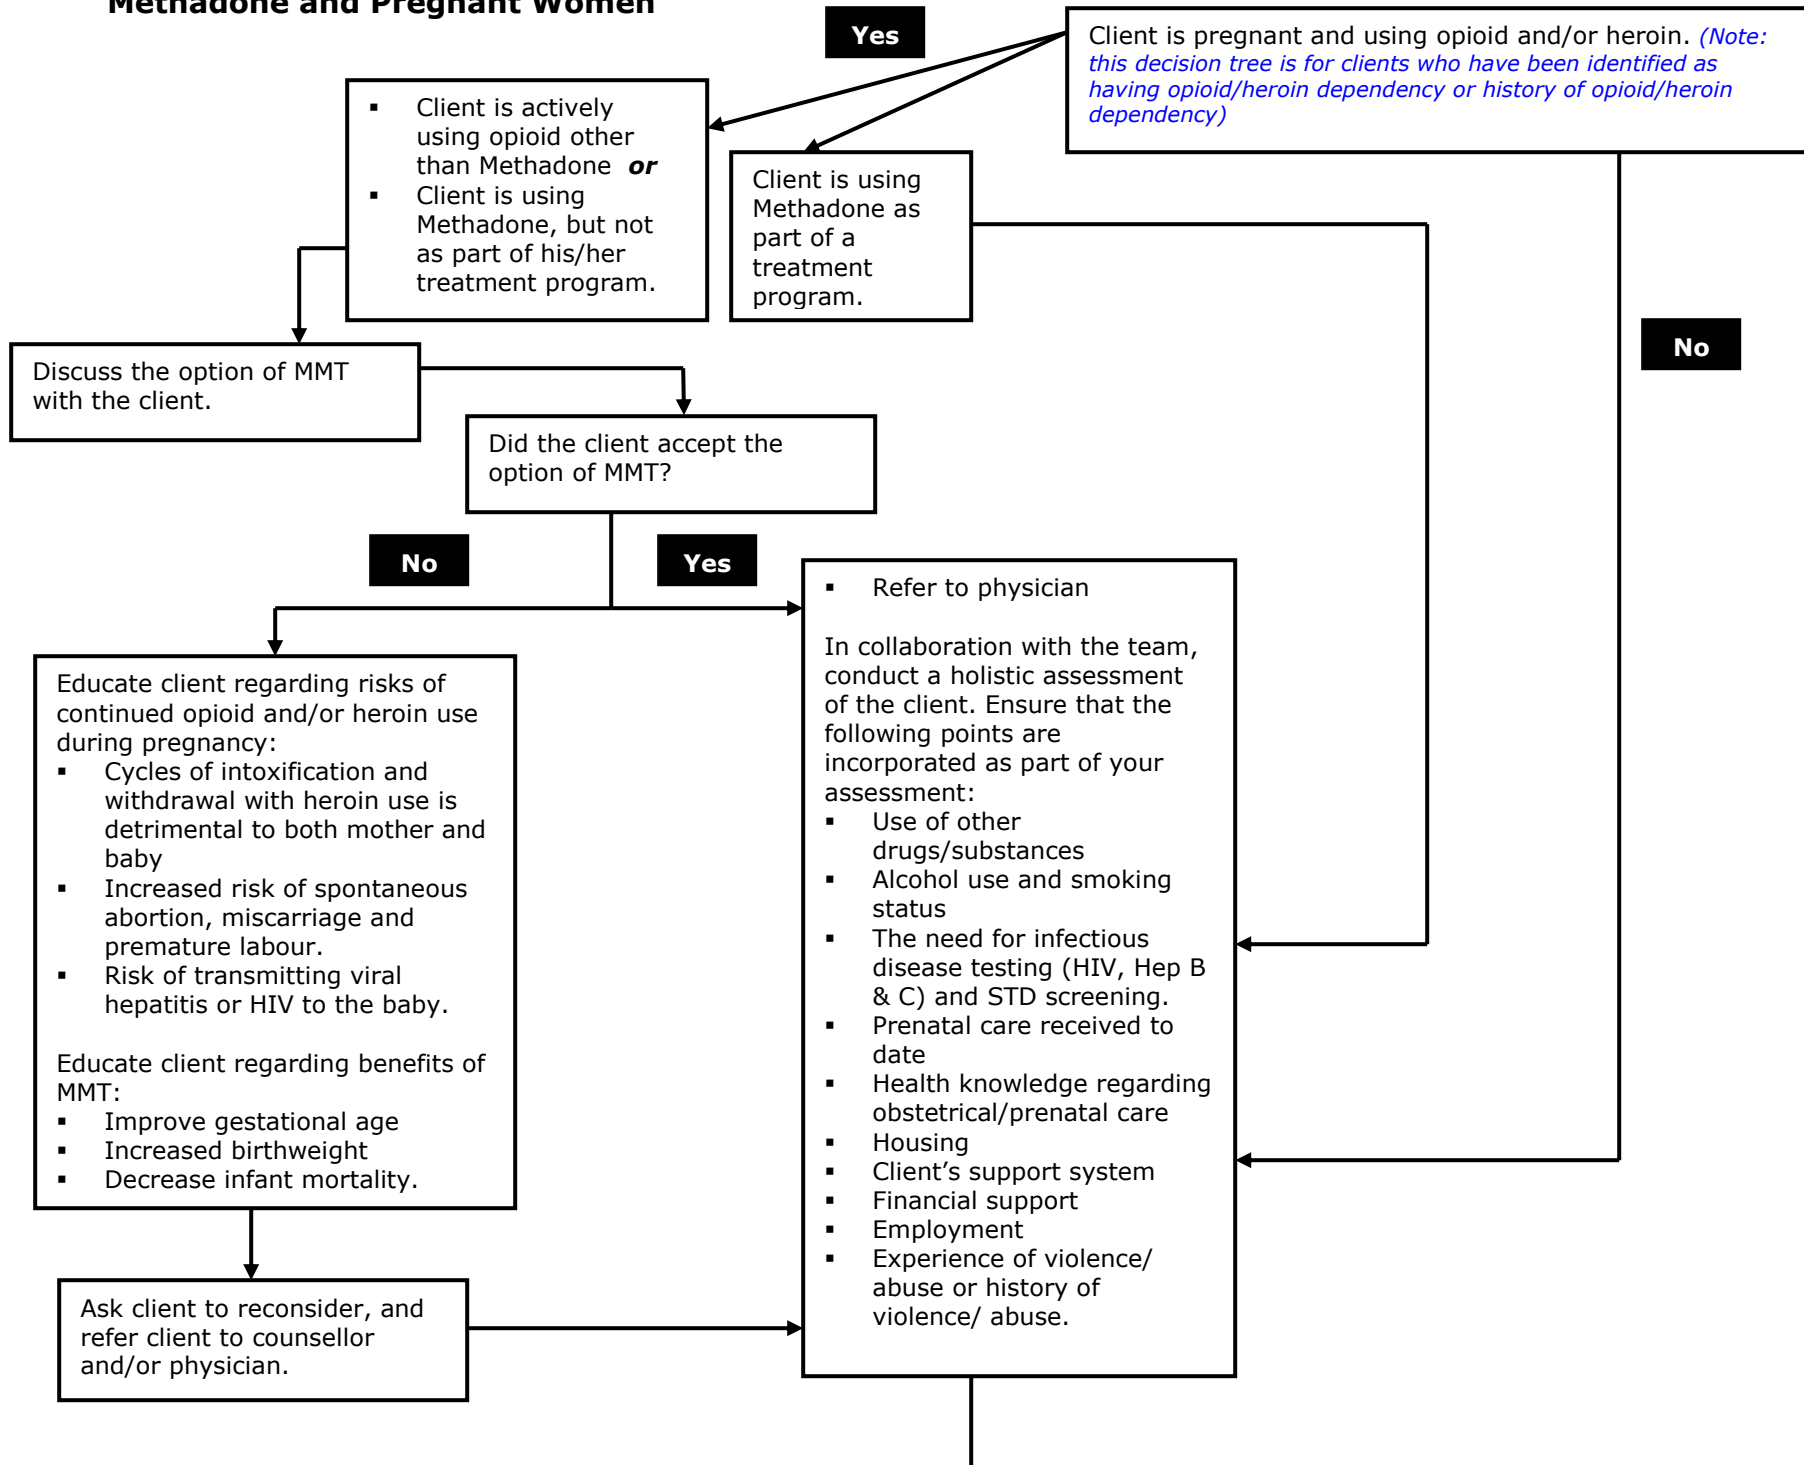 Methadone and Pregnant Women
Yes
Client is pregnant and using opioid and/or heroin. (Note:
this decision tree is for clients who have been identified as
having opioid/heroin dependency or history of opioid/heroin
dependency)
▪ Client is actively
using opioid other
than Methadone or
▪ Client is using
Methadone, but not
as part of his/her
treatment program.
Client is using
Methadone as
part of a
treatment
program.
No
Discuss the option of MMT
with the client.
Did the client accept the
option of MMT?
No
Yes
Educate client regarding risks of
continued opioid and/or heroin use
during pregnancy:
▪ Cycles of intoxification and
withdrawal with heroin use is
detrimental to both mother and
baby
▪ Increased risk of spontaneous
abortion, miscarriage and
premature labour.
▪ Risk of transmitting viral
hepatitis or HIV to the baby.
Educate client regarding benefits of
MMT:
▪ Improve gestational age
▪ Increased birthweight
▪ Decrease infant mortality.
▪ Refer to physician
In collaboration with the team,
conduct a holistic assessment
of the client. Ensure that the
following points are
incorporated as part of your
assessment:
▪ Use of other
drugs/substances
▪ Alcohol use and smoking
status
▪ The need for infectious
disease testing (HIV, Hep B
& C) and STD screening.
▪ Prenatal care received to
date
▪ Health knowledge regarding
obstetrical/prenatal care
▪ Housing
▪ Client’s support system
▪ Financial support
▪ Employment
▪ Experience of violence/
abuse or history of
violence/ abuse.
Ask client to reconsider, and
refer client to counsellor
and/or physician.